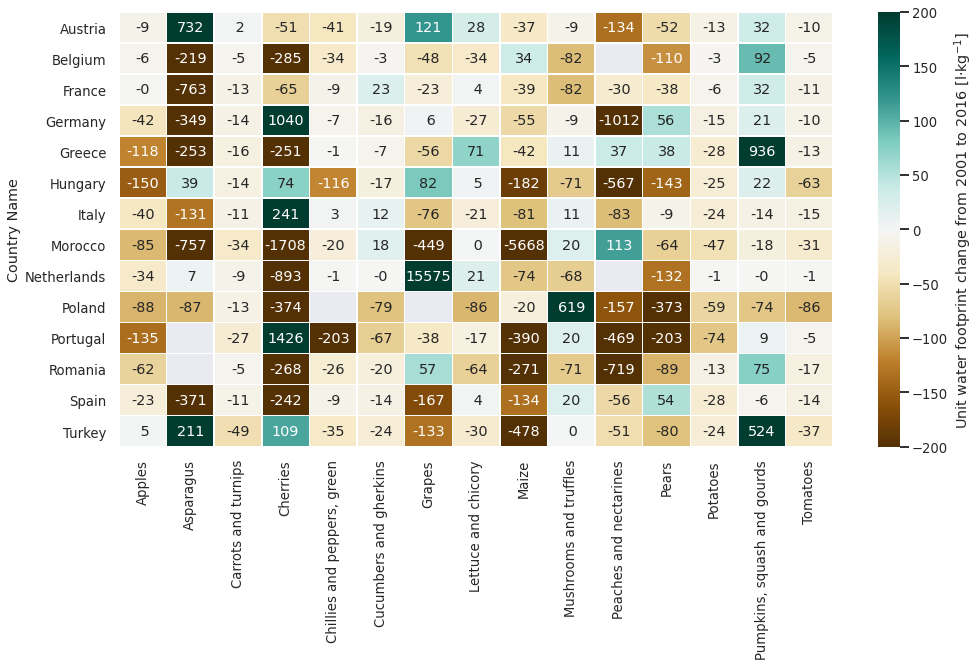 Country Name
Austria -9 732 2 -51 -41 -19 121 28 -37 -9 -134 -52 -13 32 -10
Belgium -6 -219 -5 -285 -34 -3 -48 -34 34 -82 -110 -3 92 -5
France -0 -763 -13 -65 -9 23 -23 4 -39 -82 -30 -38 -6 32 -11
Germany -42 -349 -14 1040 -7 -16 6 -27 -55 -9 -1012 56 -15 21 -10
Greece -118 -253 -16 -251 -1 -7 -56 71 -42 11 37 38 -28 936 -13
Hungary -150 39 -14 74 -116 -17 82 5 -182 -71 -567 -143 -25 22 -63
Italy -40 -131 -11 241 3 12 -76 -21 -81 11 -83 -9 -24 -14 -15
Morocco -85 -757 -34 -1708 -20 18 -449 0 -5668 20 113 -64 -47 -18 -31
Netherlands -34 7 -9 -893 -1 -0 15575 21 -74 -68 -132 -1 -0 -1
Poland -88 -87 -13 -374 -79 -86 -20 619 -157 -373 -59 -74 -86
Portugal -135 -27 1426 -203 -67 -38 -17 -390 20 -469 -203 -74 9 -5
Romania -62 -5 -268 -26 -20 57 -64 -271 -71 -719 -89 -13 75 -17
Spain -23 -371 -11 -242 -9 -14 -167 4 -134 20 -56 54 -28 -6 -14
Turkey 5 211 -49 109 -35 -24 -133 -30 -478 0 -51 -80 -24 524 -37
Apples
Asparagus
Carrots and turnips
Cherries
Chillies and peppers, green
Cucumbers and gherkins
Grapes
Lettuce and chicory
Maize
Mushrooms and truffles
Peaches and nectarines
Pears
Potatoes
Pumpkins, squash and gourds
Tomatoes
200
150
100
50
0
−50
−100
−150
−200
Unit water footprint change from 2001 to 2016 [l·kg⁻¹]